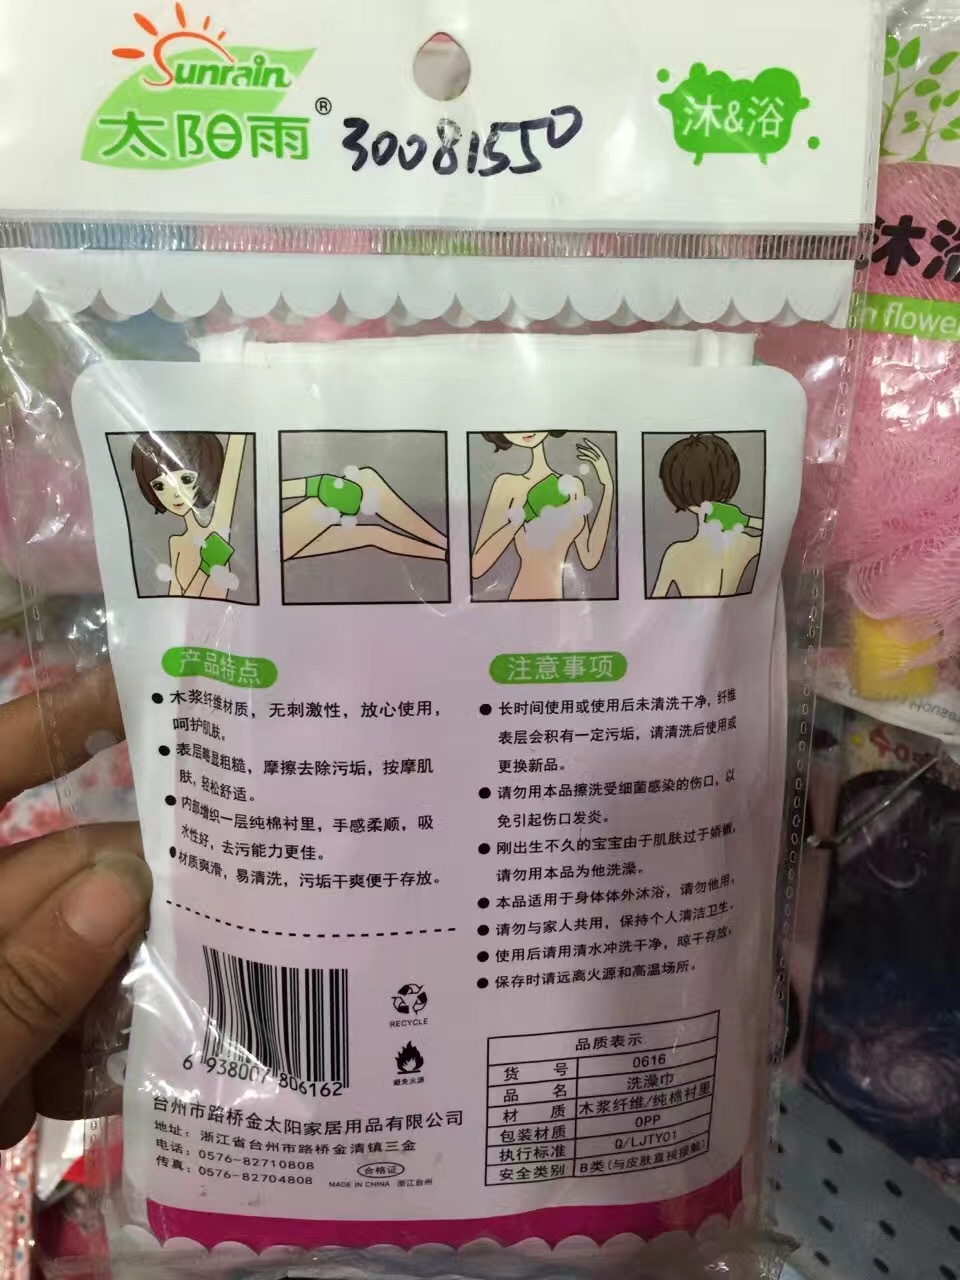 Sunrain
太阳雨®
30081550
沐&浴
沐浴
flower
产品特点
● 木浆纤维材质，无刺激性，放心使用，
呵护肌肤。
● 表层略显粗糙，摩擦去除污垢，按摩肌
肤，轻松舒适。
● 内部增织一层纯棉衬里，手感柔顺，吸
水性好，去污能力更佳。
● 材质爽滑，易清洗，污垢干爽便于存放。
注意事项
● 长时间使用或使用后未清洗干净，纤维
表层会积有一定污垢，请清洗后使用或
更换新品。
● 请勿用本品擦洗受细菌感染的伤口，以
免引起伤口发炎。
● 刚出生不久的宝宝由于肌肤过于娇嫩，
请勿用本品为他洗澡。
● 本品适用于身体体外沐浴，请勿他用。
● 请勿与家人共用，保持个人清洁卫生。
● 使用后请用清水冲洗干净，晾干存放。
● 保存时请远离火源和高温场所。
6 938007 806162
RECYCLE
避免火源
台州市路桥金太阳家居用品有限公司
地址：浙江省台州市路桥金清镇三金
电话：0576-82710808
传真：0576-82704808
合格证
MADE IN CHINA 浙江台州
品质表示
货 号 0616
品 名 洗澡巾
材 质 木浆纤维/纯棉衬里
包装材质 OPP
执行标准 Q/LJTY01
安全类别 B类(与皮肤直接接触)